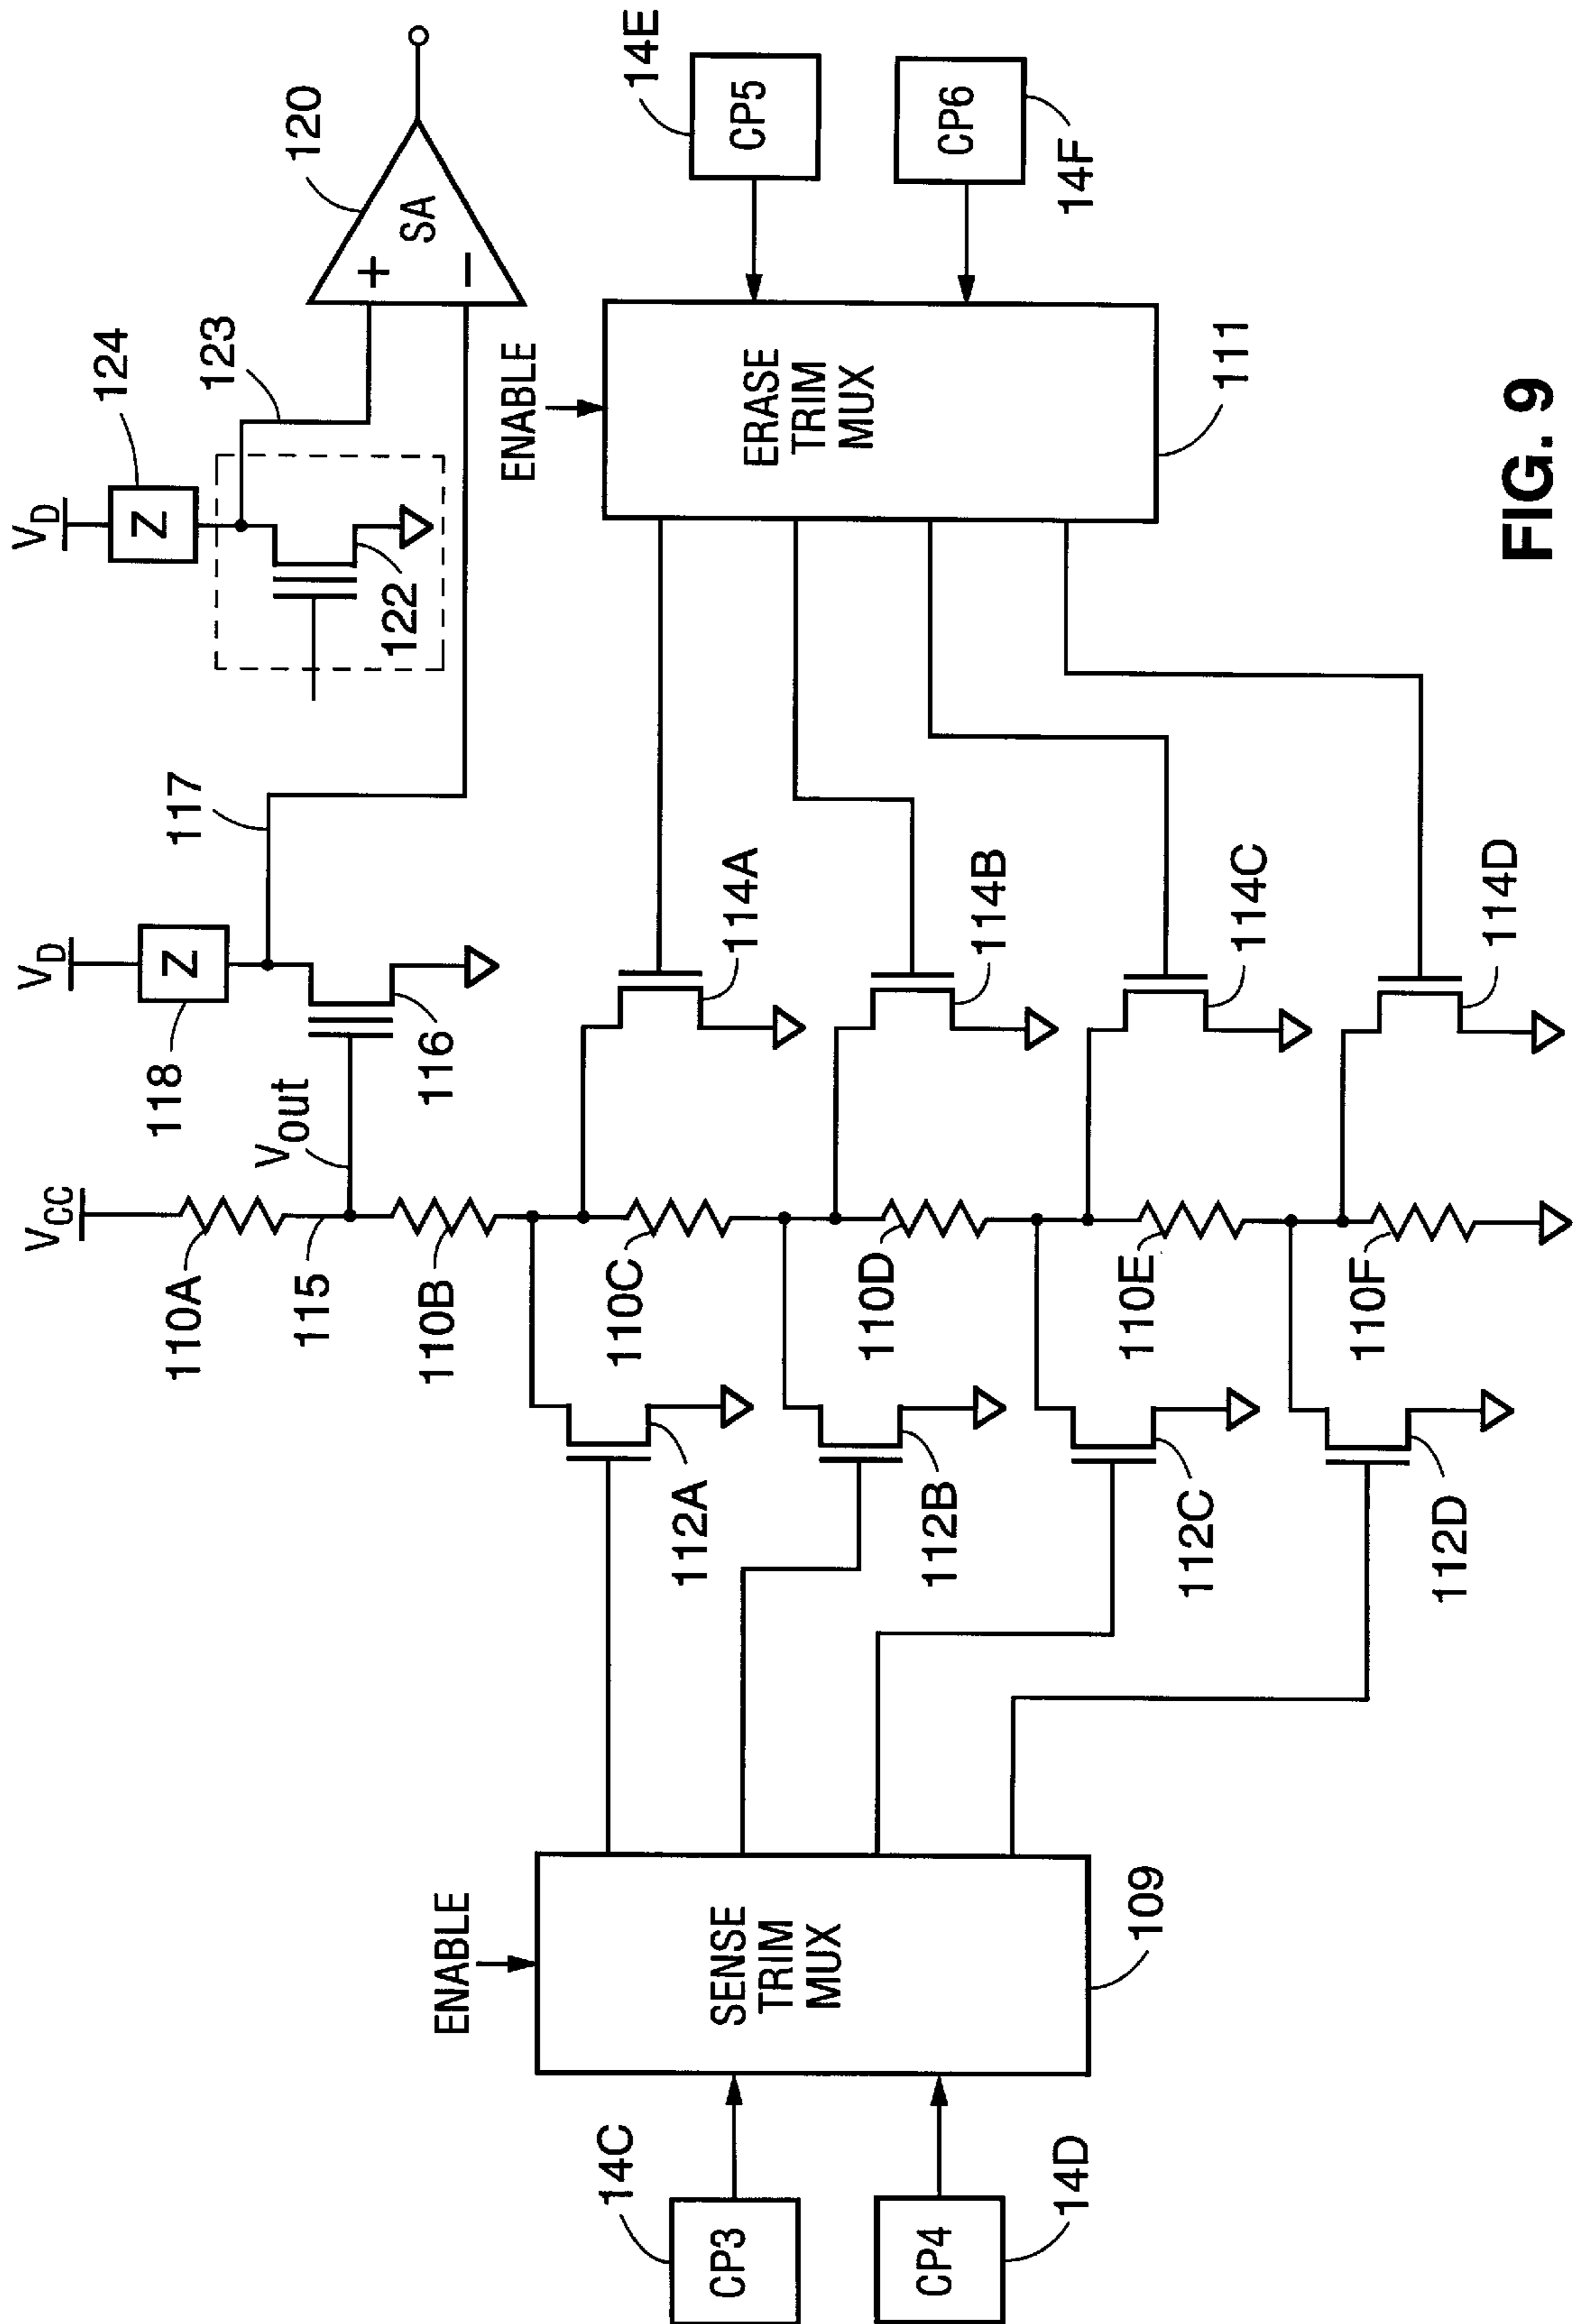 V_CC
110A
115
V_out
110B
V_D
118
Z
116
117
V_D
124
Z
123
122
120
+
SA
−
ENABLE
SENSE
TRIM
MUX
109
14C
CP3
CP4
14D
112A
112B
112C
112D
110C
110D
110E
110F
114A
114B
114C
114D
ENABLE
ERASE
TRIM
MUX
111
14E
CP5
CP6
14F
FIG. 9